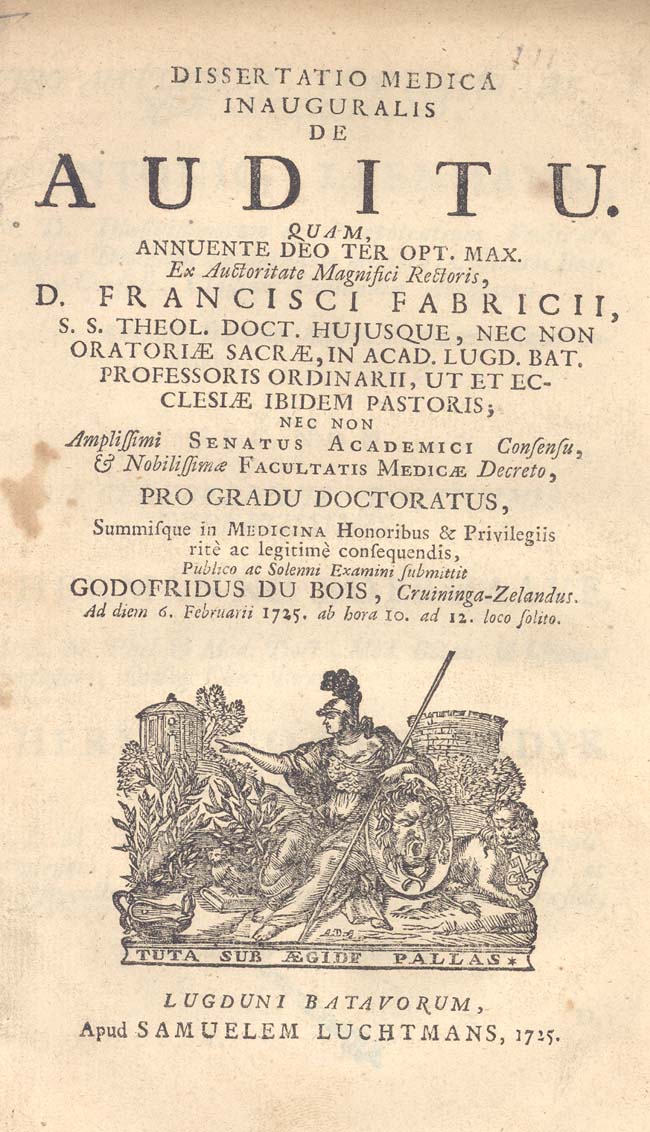 DISSERTATIO MEDICA
INAUGURALIS
DE
AUDITU.
QUAM,
ANNUENTE DEO TER OPT. MAX.
Ex Auctoritate Magnifici Rectoris,
D. FRANCISCI FABRICII,
S. S. THEOL. DOCT. HUJUSQUE, NEC NON
ORATORIÆ SACRÆ, IN ACAD. LUGD. BAT.
PROFESSORIS ORDINARII, UT ET EC-
CLESIÆ IBIDEM PASTORIS;
NEC NON
Ampliſſimi SENATUS ACADEMICI Conſenſu,
& Nobiliſſimæ FACULTATIS MEDICÆ Decreto,
PRO GRADU DOCTORATUS,
Summiſque in MEDICINA Honoribus & Privilegiis
ritè ac legitimè conſequendis,
Publico ac Solenni Examini ſubmittit
GODOFRIDUS DU BOIS, Cruininga-Zelandus.
Ad diem 6. Februarii 1725. ab hora 10. ad 12. loco ſolito.
TUTA SUB ÆGIDE PALLAS *
LUGDUNI BATAVORUM,
Apud SAMUELEM LUCHTMANS, 1725.